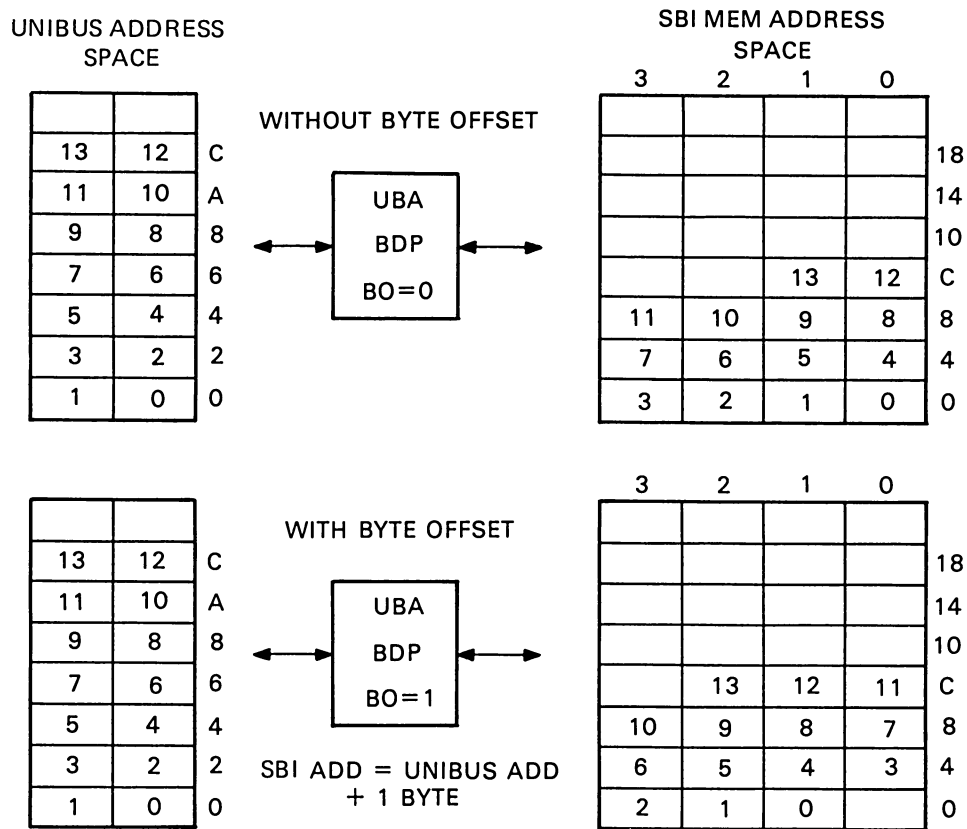 UNIBUS ADDRESS
SPACE
SBI MEM ADDRESS
SPACE
3 2 1 0
WITHOUT BYTE OFFSET
13 12 C
11 10 A
9 8 8
7 6 6
5 4 4
3 2 2
1 0 0
UBA
BDP
BO=0
18
14
10
13 12 C
11 10 9 8 8
7 6 5 4 4
3 2 1 0 0
3 2 1 0
WITH BYTE OFFSET
13 12 C
11 10 A
9 8 8
7 6 6
5 4 4
3 2 2
1 0 0
UBA
BDP
BO=1
SBI ADD = UNIBUS ADD
+ 1 BYTE
18
14
10
13 12 11 C
10 9 8 7 8
6 5 4 3 4
2 1 0 0